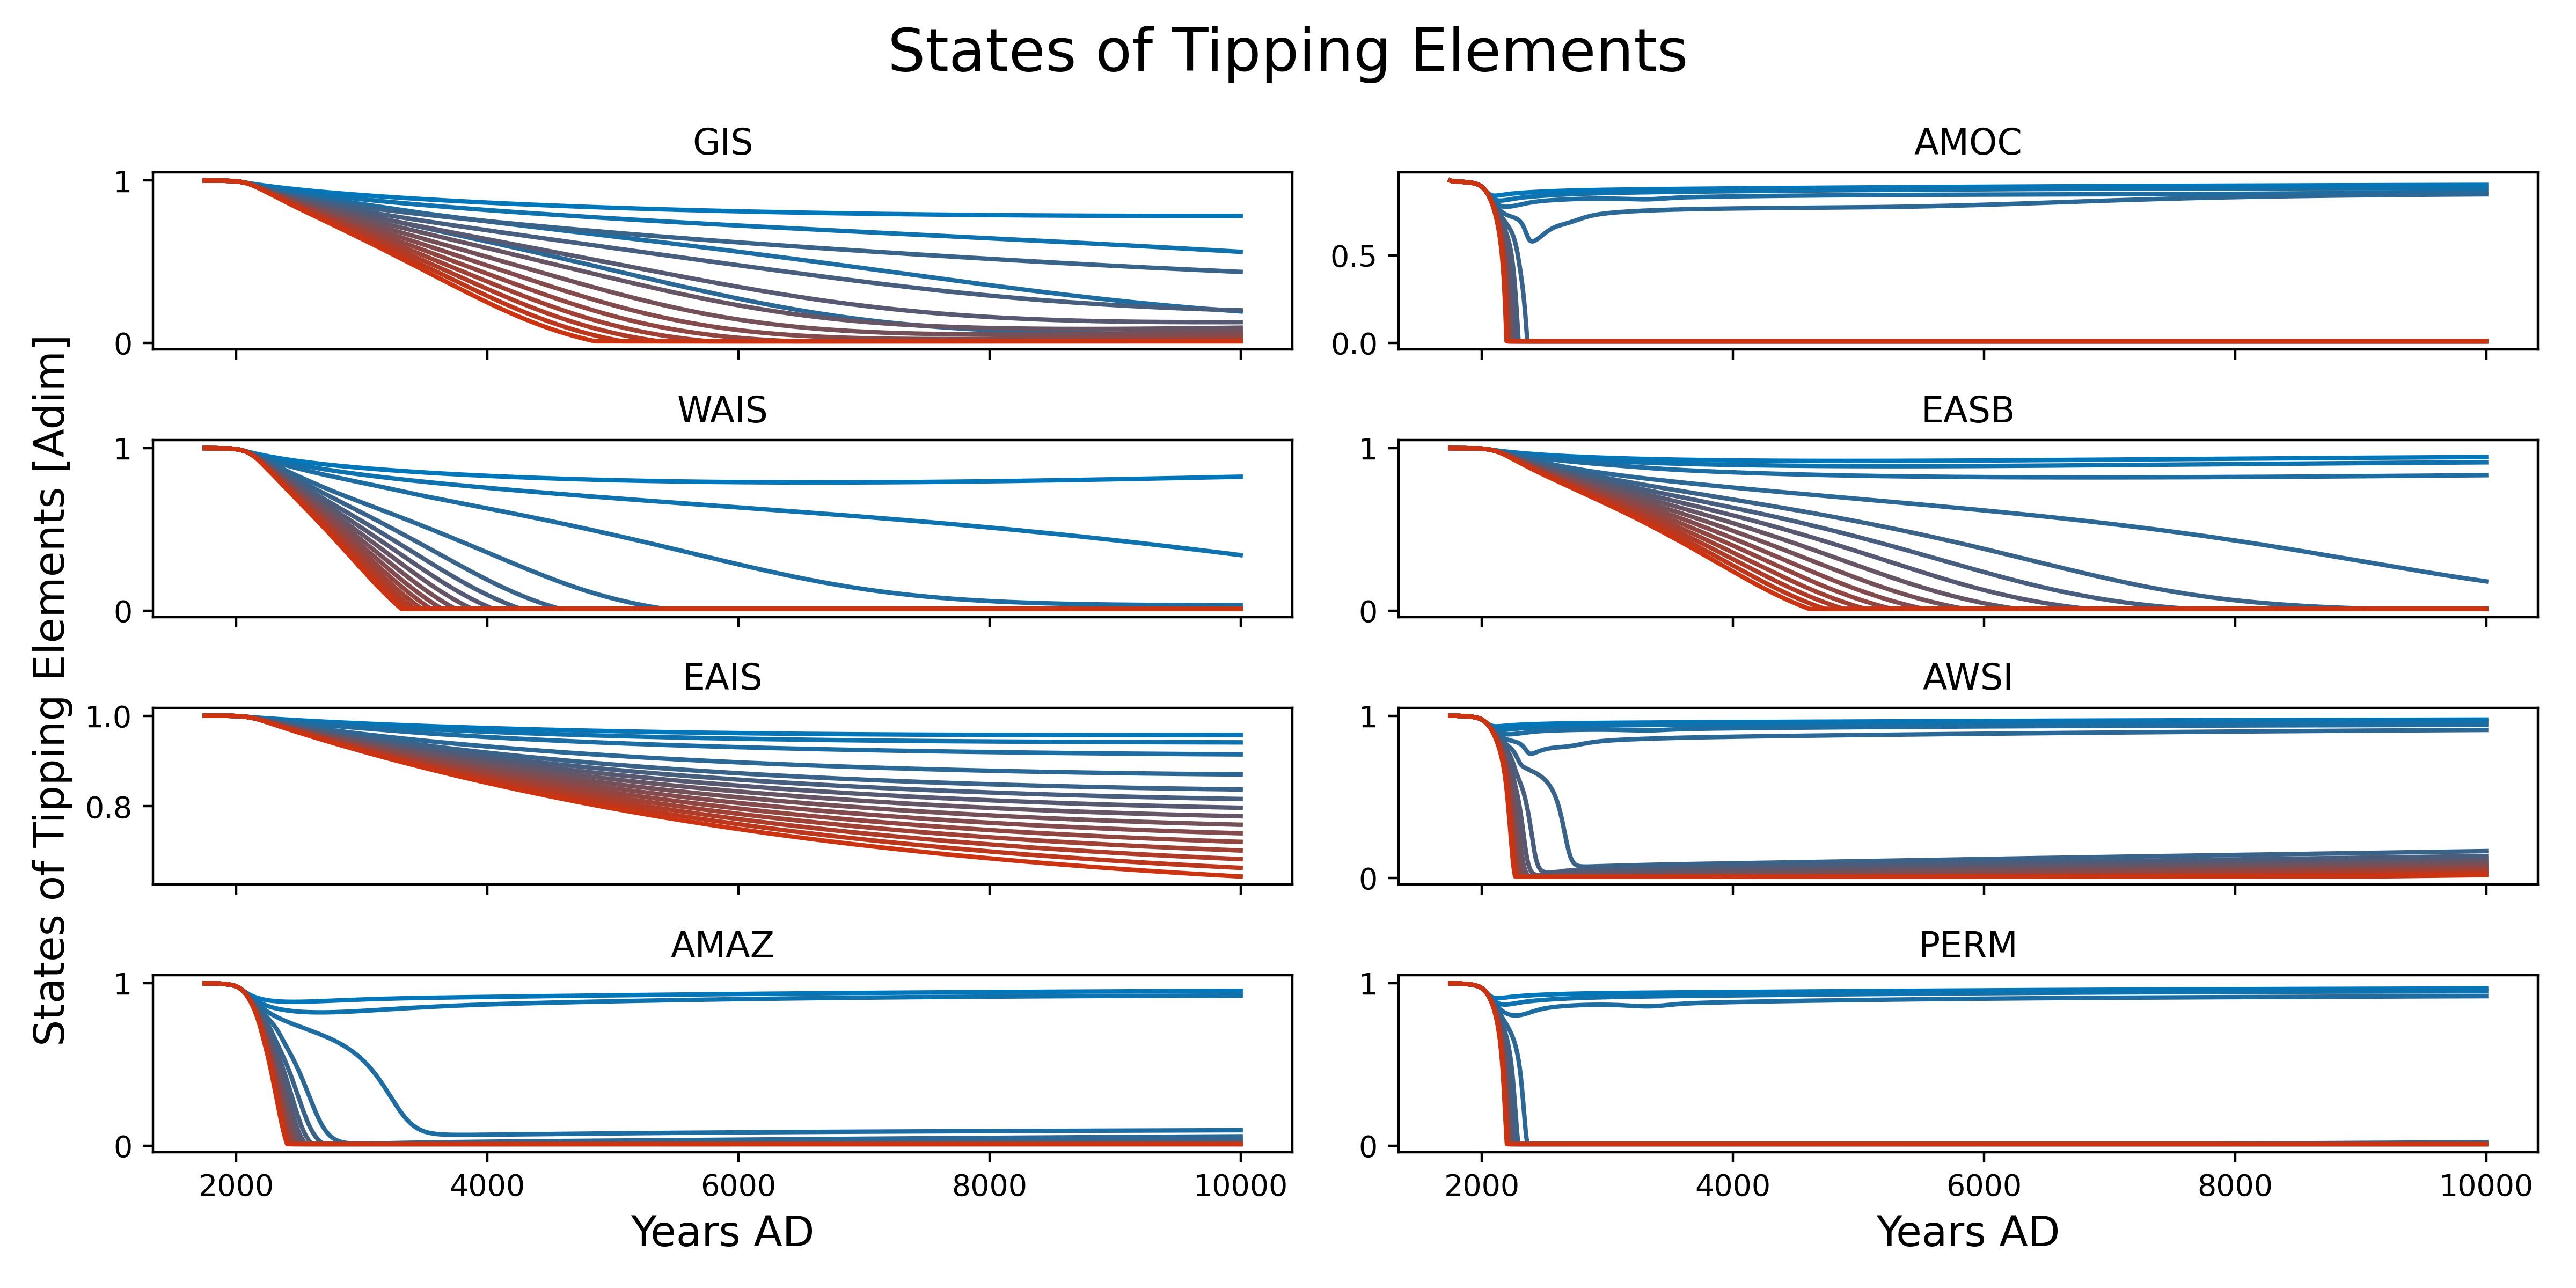 States of Tipping Elements
States of Tipping Elements [Adim]
GIS
1
0
AMOC
0.5
0.0
WAIS
1
0
EASB
1
0
EAIS
1.0
0.8
AWSI
1
0
AMAZ
1
0
2000 4000 6000 8000 10000
Years AD
PERM
1
0
2000 4000 6000 8000 10000
Years AD